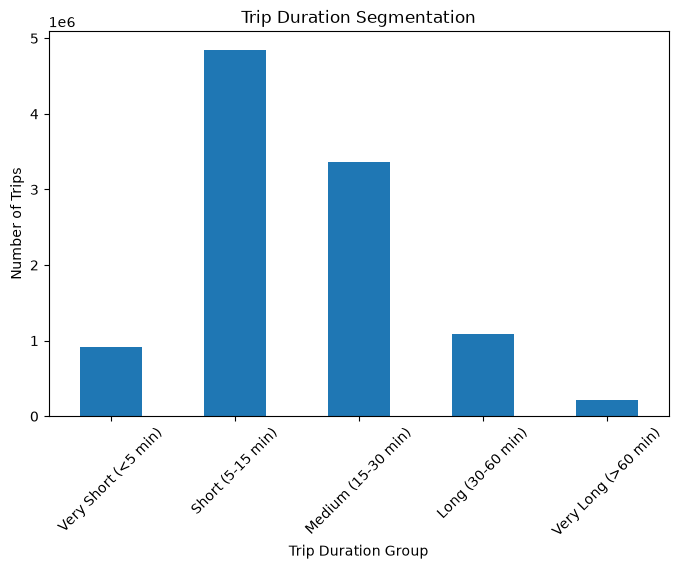 Trip Duration Segmentation
1e6
5
4
3
2
1
0
Number of Trips
Very Short (<5 min)
Short (5-15 min)
Medium (15-30 min)
Long (30-60 min)
Very Long (>60 min)
Trip Duration Group